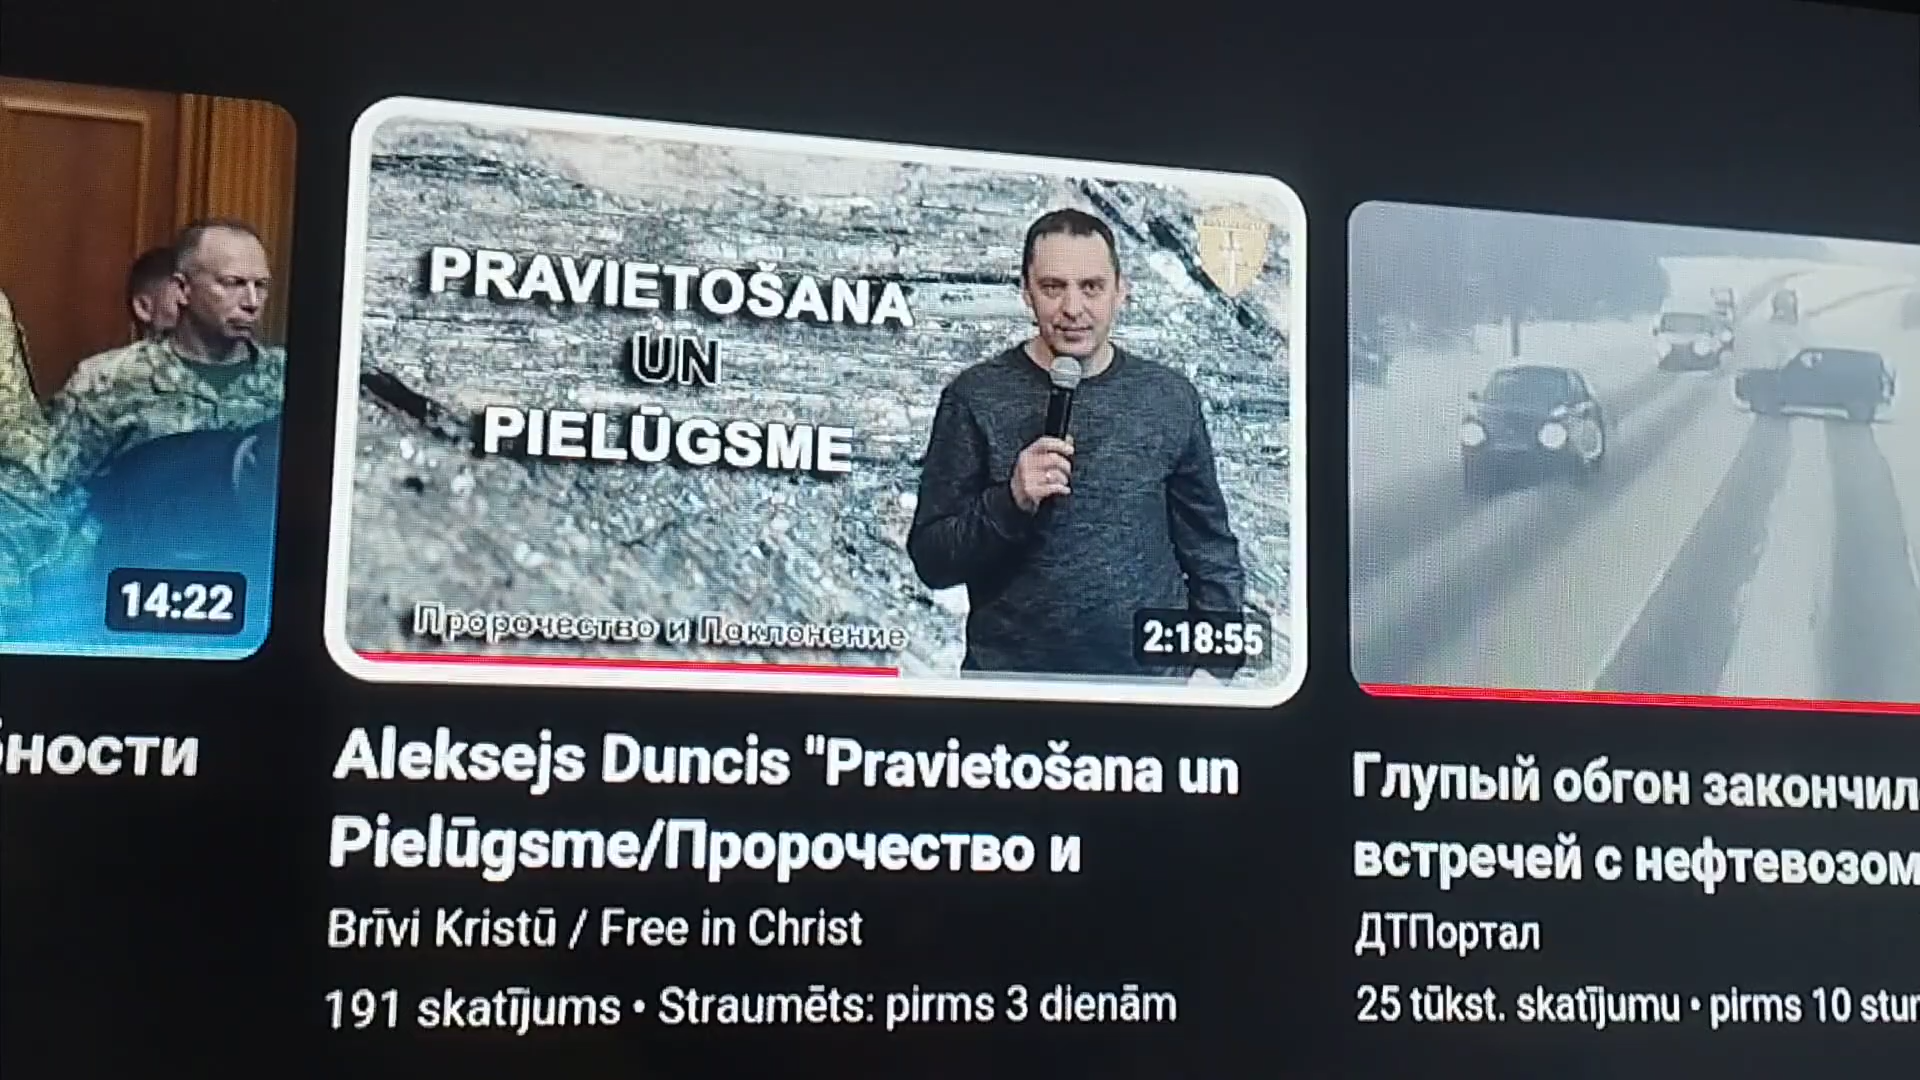 PRAVIETOŠANA
UN
PIELŪGSME
Пророчество и Поклонение
14:22
2:18:55
ности
Aleksejs Duncis "Pravietošana un
Pielūgsme/Пророчество и
Brīvi Kristū / Free in Christ
191 skatījums • Straumēts: pirms 3 dienām
Глупый обгон закончил
встречей с нефтевозом
ДТПортал
25 tūkst. skatījumu • pirms 10 stun